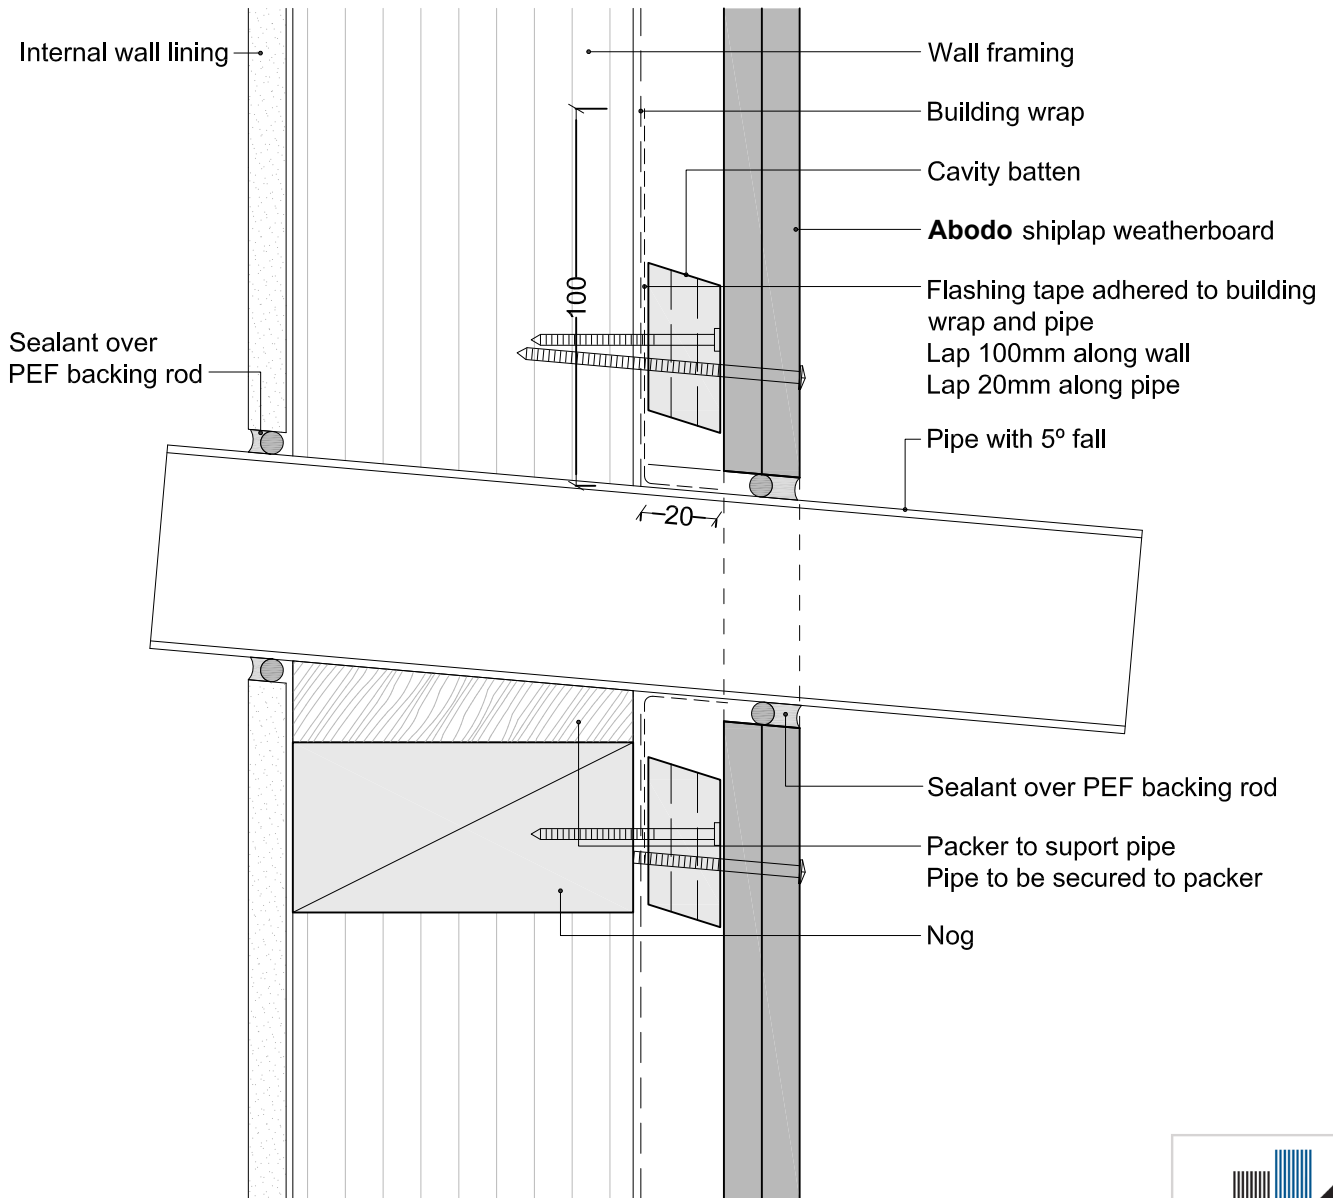 Internal wall lining
Wall framing
Building wrap
Cavity batten
Abodo shiplap weatherboard
100
Flashing tape adhered to building
wrap and pipe
Lap 100mm along wall
Lap 20mm along pipe
Sealant over
PEF backing rod
Pipe with 5º fall
20
Sealant over PEF backing rod
Packer to suport pipe
Pipe to be secured to packer
Nog